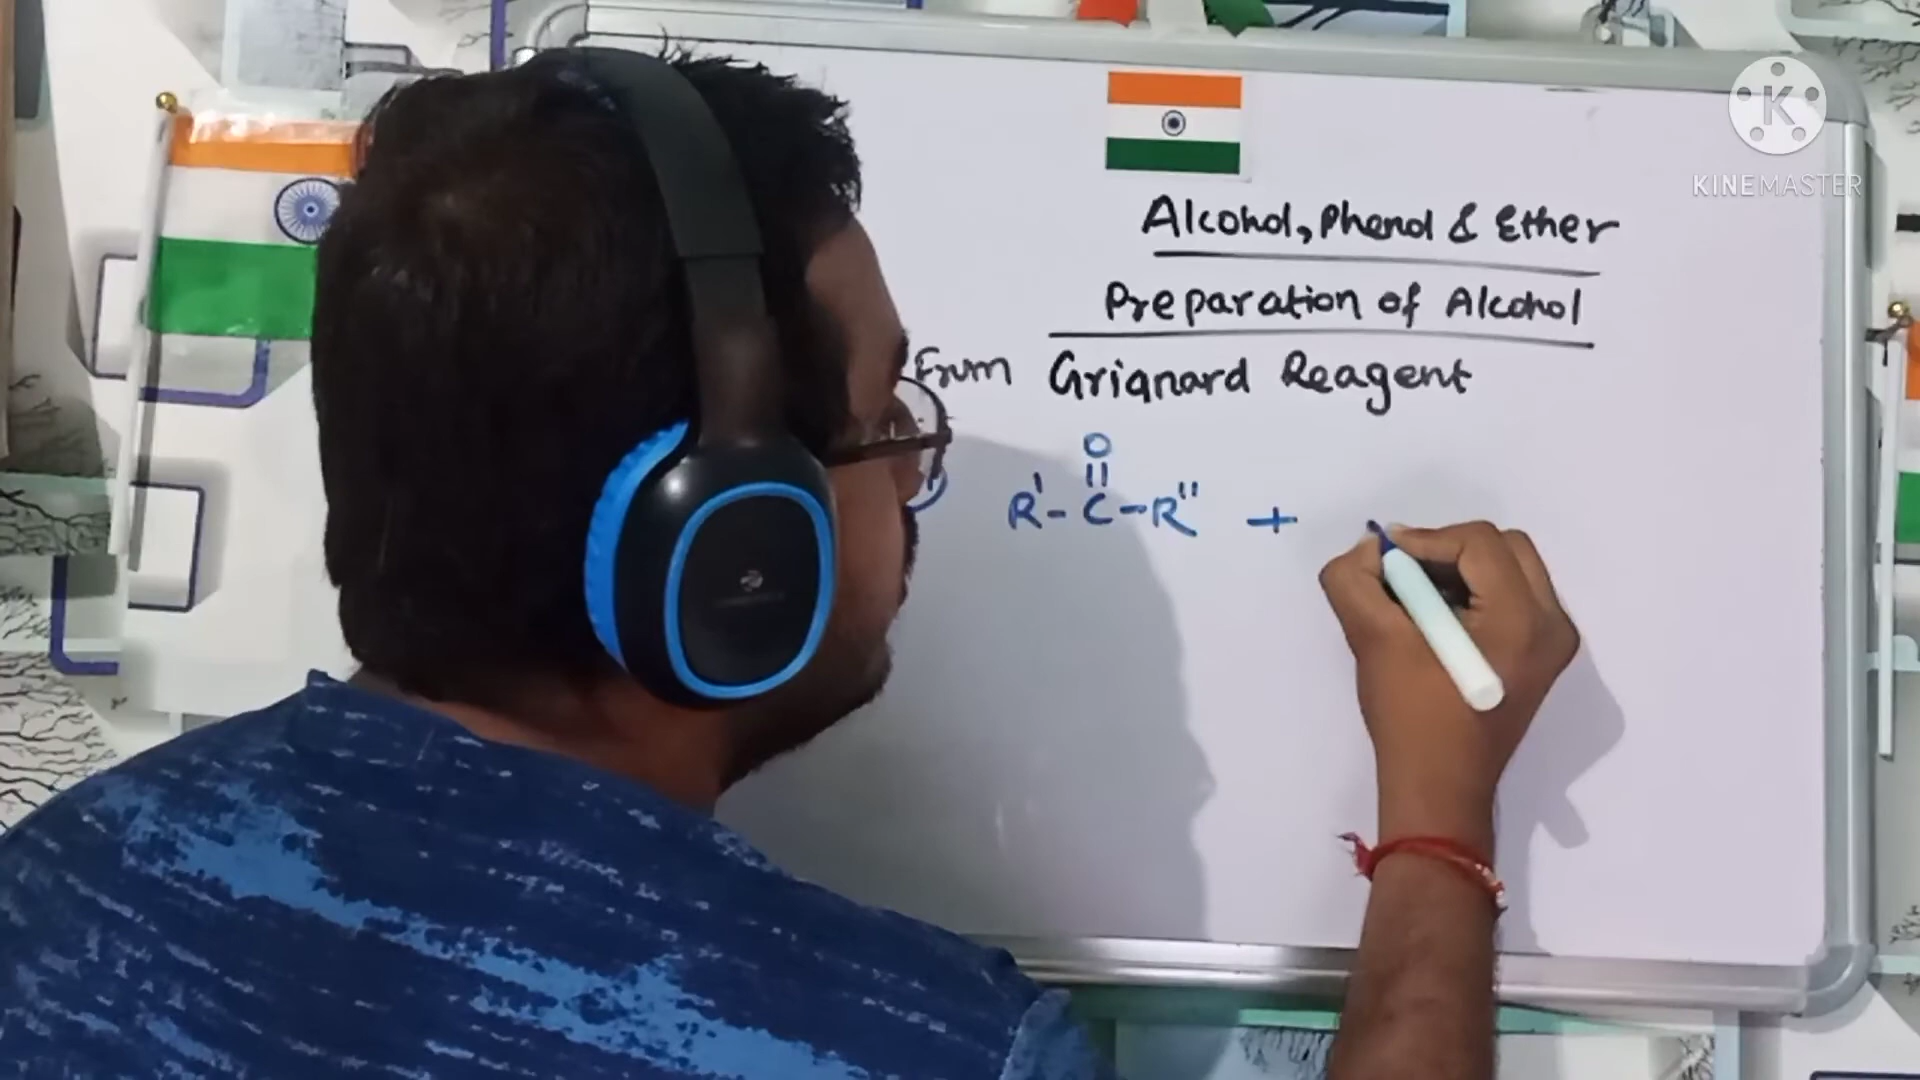 KINEMASTER
Alcohol, Phenol & Ether
Preparation of Alcohol
From Grignard Reagent
O
R' - C - R" +